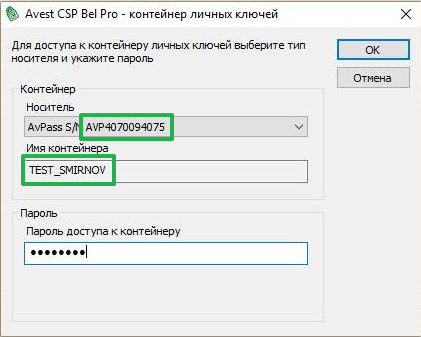 Avest CSP Bel Pro - контейнер личных ключей
Для доступа к контейнеру личных ключей выберите тип
носителя и укажите пароль
OK
Отмена
Контейнер
Носитель
AvPass S/N AVP4070094075
Имя контейнера
TEST_SMIRNOV
Пароль
Пароль доступа к контейнеру
●●●●●●●●